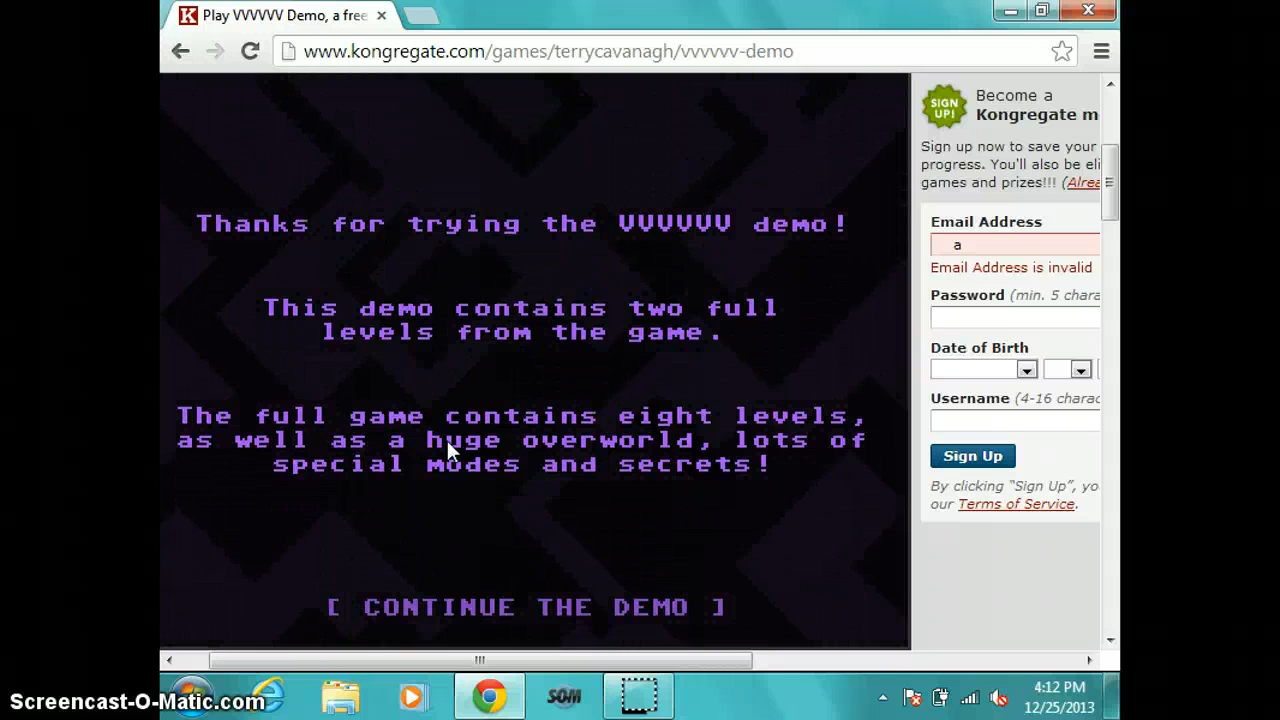 Play VVVVVV Demo, a free
www.kongregate.com/games/terrycavanagh/vvvvvv-demo
Thanks for trying the VVVVVV demo!
This demo contains two full
levels from the game.
The full game contains eight levels,
as well as a huge overworld, lots of
special modes and secrets!
[ CONTINUE THE DEMO ]
SIGN UP!
Become a
Kongregate m
Sign up now to save your
progress. You'll also be eli
games and prizes!!! (Alrea
Email Address
a
Email Address is invalid
Password (min. 5 chara
Date of Birth
Username (4-16 charac
Sign Up
By clicking “Sign Up”, yo
our Terms of Service.
SOM
4:12 PM
12/25/2013
Screencast-O-Matic.com